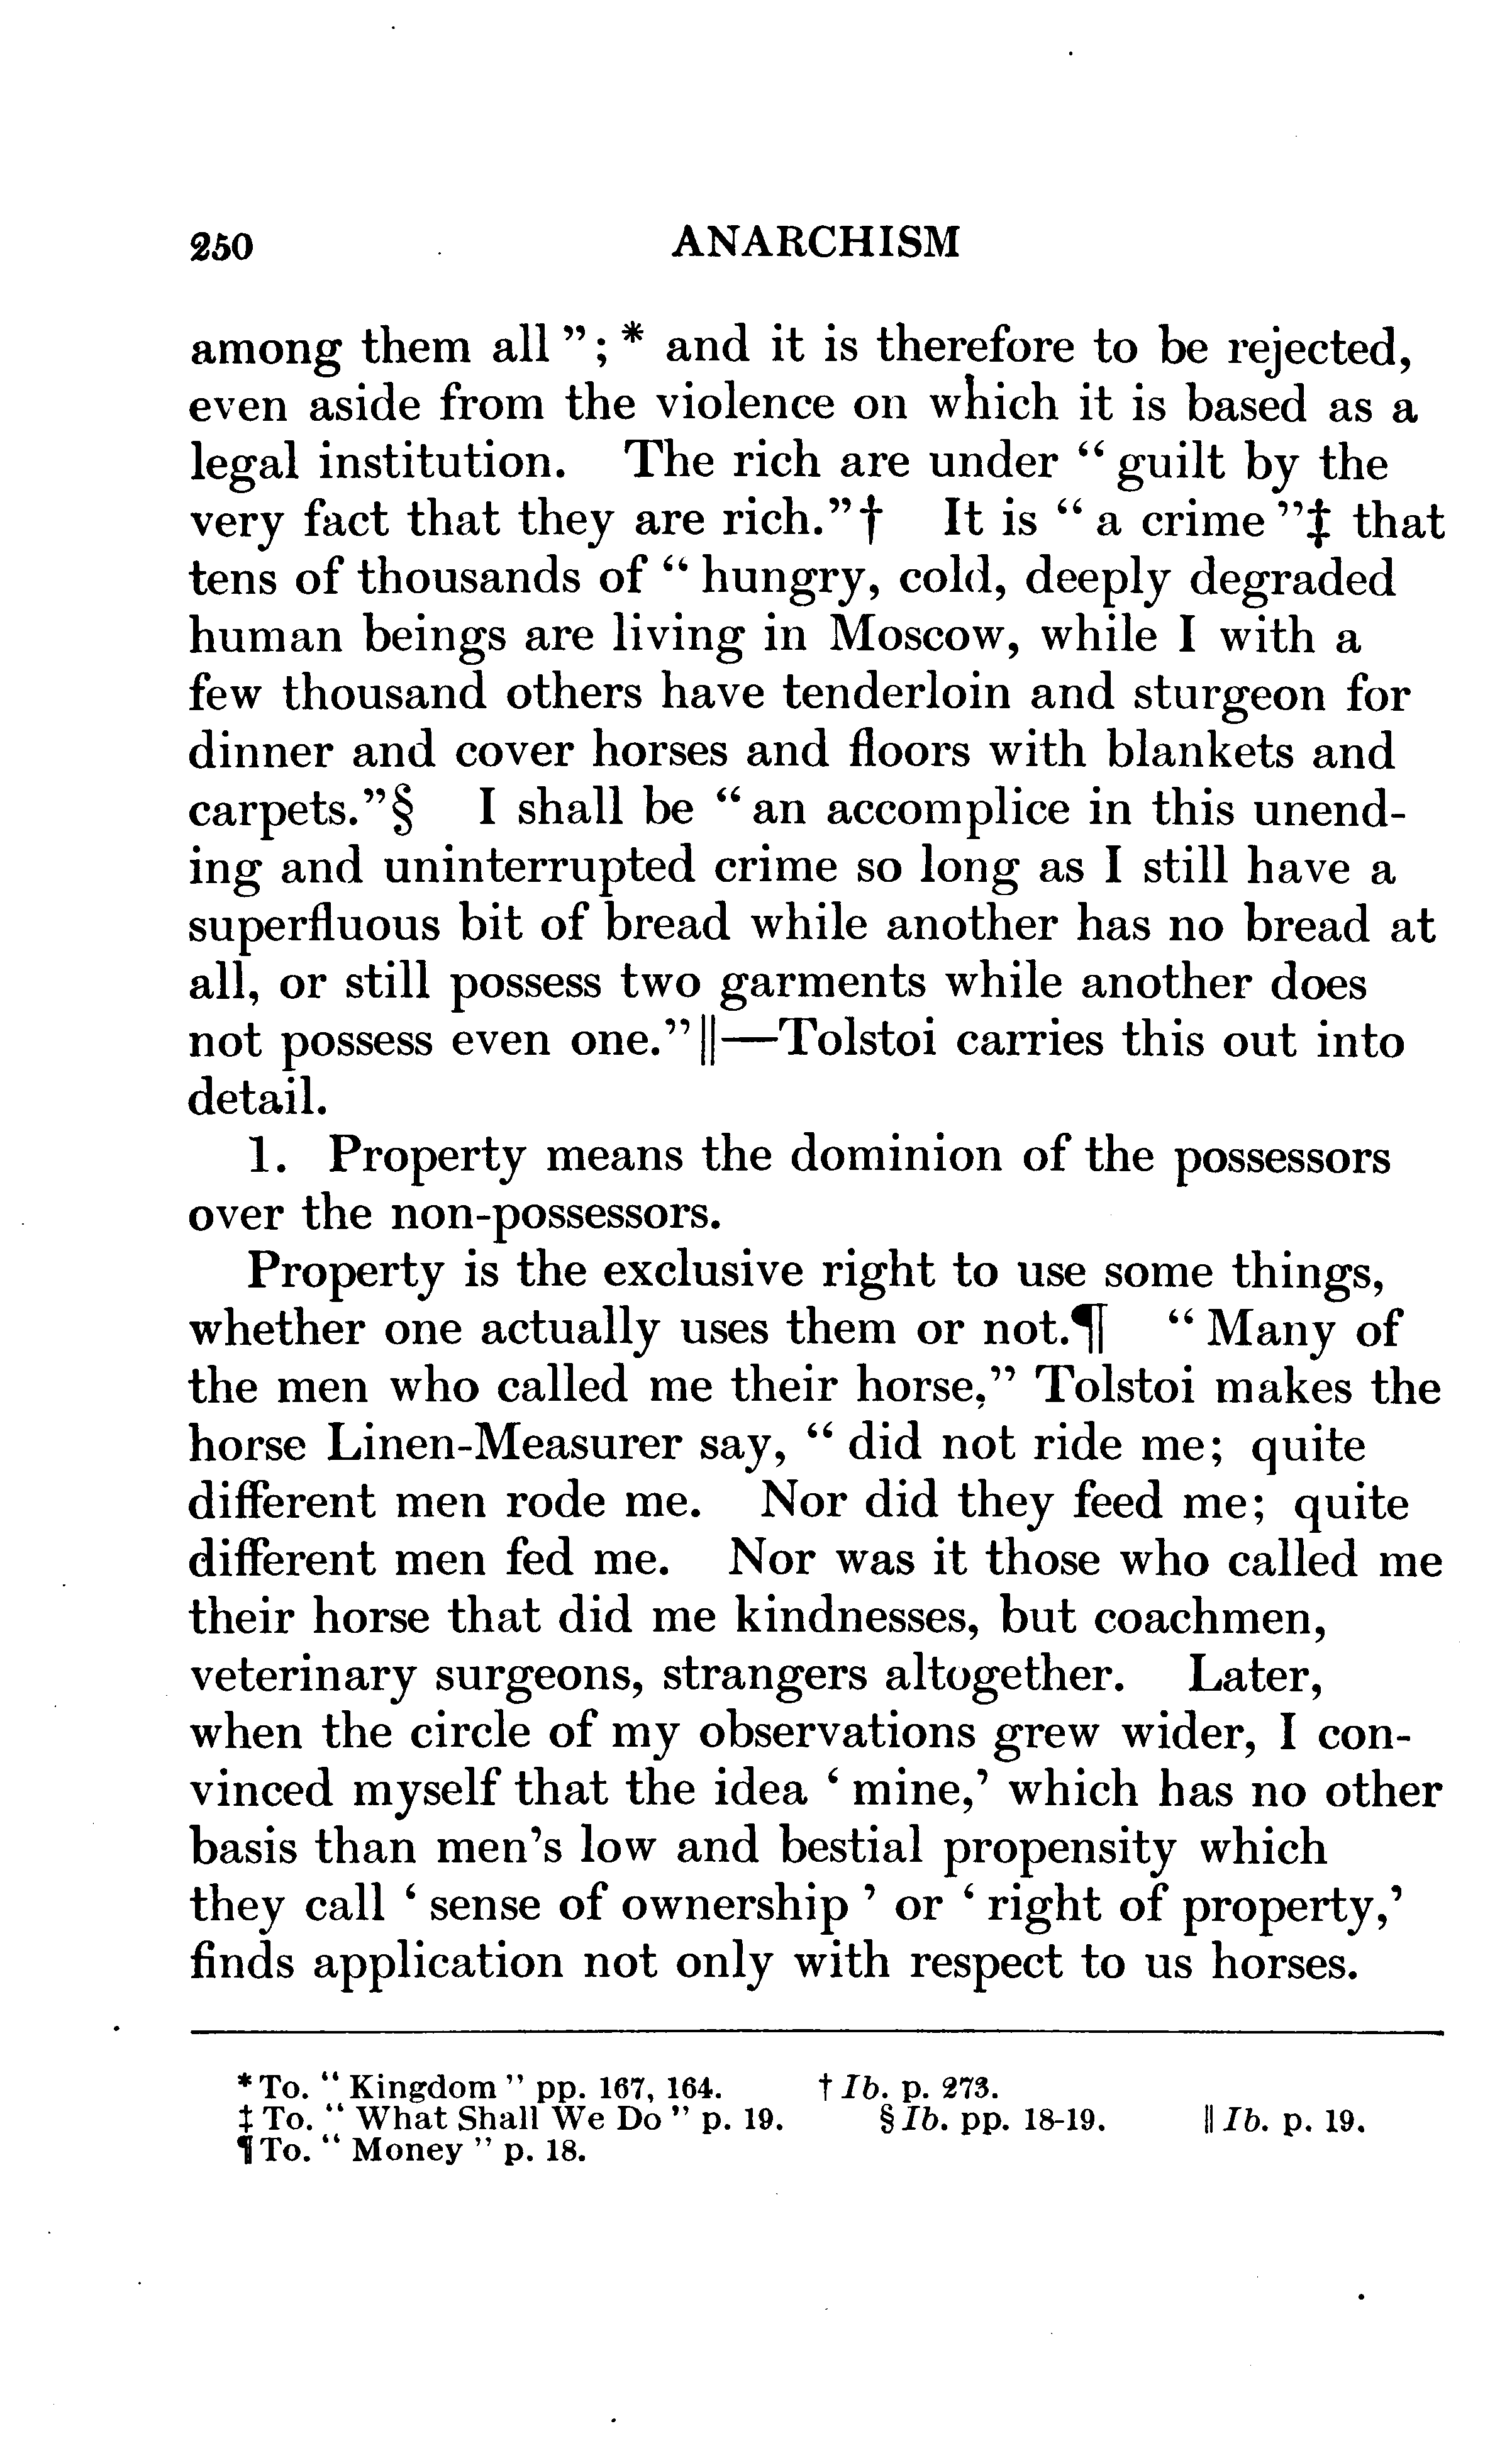 250 ANARCHISM
among them all”; * and it is therefore to be rejected,
even aside from the violence on which it is based as a
legal institution. The rich are under “guilt by the
very fact that they are rich.”† It is “a crime”‡ that
tens of thousands of “hungry, cold, deeply degraded
human beings are living in Moscow, while I with a
few thousand others have tenderloin and sturgeon for
dinner and cover horses and floors with blankets and
carpets.”§ I shall be “an accomplice in this unend-
ing and uninterrupted crime so long as I still have a
superfluous bit of bread while another has no bread at
all, or still possess two garments while another does
not possess even one.”‖—Tolstoi carries this out into
detail.
1. Property means the dominion of the possessors
over the non-possessors.
Property is the exclusive right to use some things,
whether one actually uses them or not.¶ “Many of
the men who called me their horse,” Tolstoi makes the
horse Linen-Measurer say, “did not ride me; quite
different men rode me. Nor did they feed me; quite
different men fed me. Nor was it those who called me
their horse that did me kindnesses, but coachmen,
veterinary surgeons, strangers altogether. Later,
when the circle of my observations grew wider, I con-
vinced myself that the idea ‘mine,’ which has no other
basis than men’s low and bestial propensity which
they call ‘sense of ownership’ or ‘right of property,’
finds application not only with respect to us horses.
* To. “Kingdom” pp. 167, 164. † Ib. p. 273.
‡ To. “What Shall We Do” p. 19. § Ib. pp. 18-19. ‖ Ib. p. 19.
¶ To. “Money” p. 18.